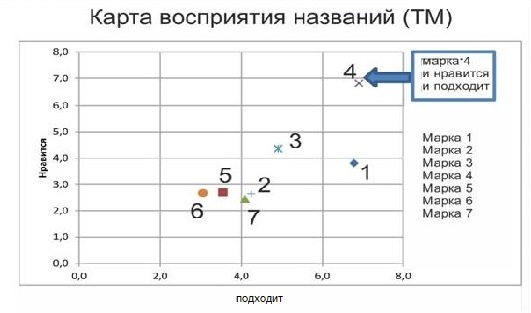 Карта восприятия названий (ТМ)
8,0
7,0
6,0
5,0
4,0
3,0
2,0
1,0
0,0
Нравится
4
марка 4
и нравится
и подходит
3
1
5
2
6
7
Марка 1
Марка 2
Марка 3
Марка 4
Марка 5
Марка 6
Марка 7
0,0 2,0 4,0 6,0 8,0
подходит